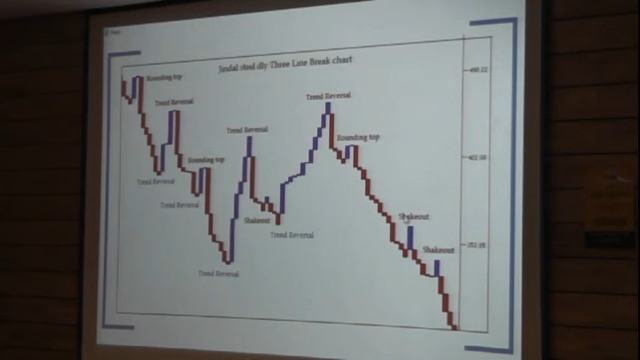 Jindal steel dly Three Line Break chart
Rounding top
Trend Reversal
Trend Reversal
Rounding top
Trend Reversal
Trend Reversal
Trend Reversal
Shakeout
Trend Reversal
Trend Reversal
Rounding top
Shakeout
Shakeout